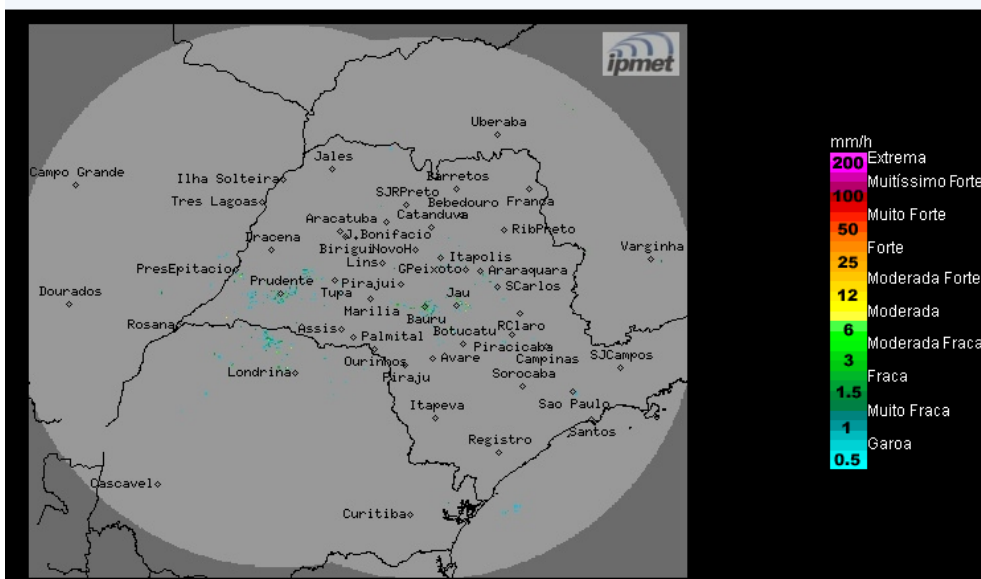 ipmet
Uberaba
Jales
Campo Grande
Ilha Solteira
Barretos
SJRPreto
Tres Lagoas
Bebedouro
Franca
Catanduva
Aracatuba
RibPreto
J.Bonifacio
Dracena
Birigui
NovoH
Varginha
Itapolis
Lins
PresEpitacio
GPeixoto
Araraquara
Prudente
Pirajui
SCarlos
Dourados
Tupa
Jau
Marilia
Bauru
Rosana
Assis
Botucatu
RClaro
Palmital
Piracicaba
Ourinhos
Avare
Campinas
SJCampos
Londrina
Piraju
Sorocaba
Itapeva
Sao Paulo
Santos
Registro
Cascavel
Curitiba
mm/h
200 Extrema
Muitíssimo Forte
100
Muito Forte
50
Forte
25
Moderada Forte
12
Moderada
6
Moderada Fraca
3
Fraca
1.5
Muito Fraca
1
Garoa
0.5